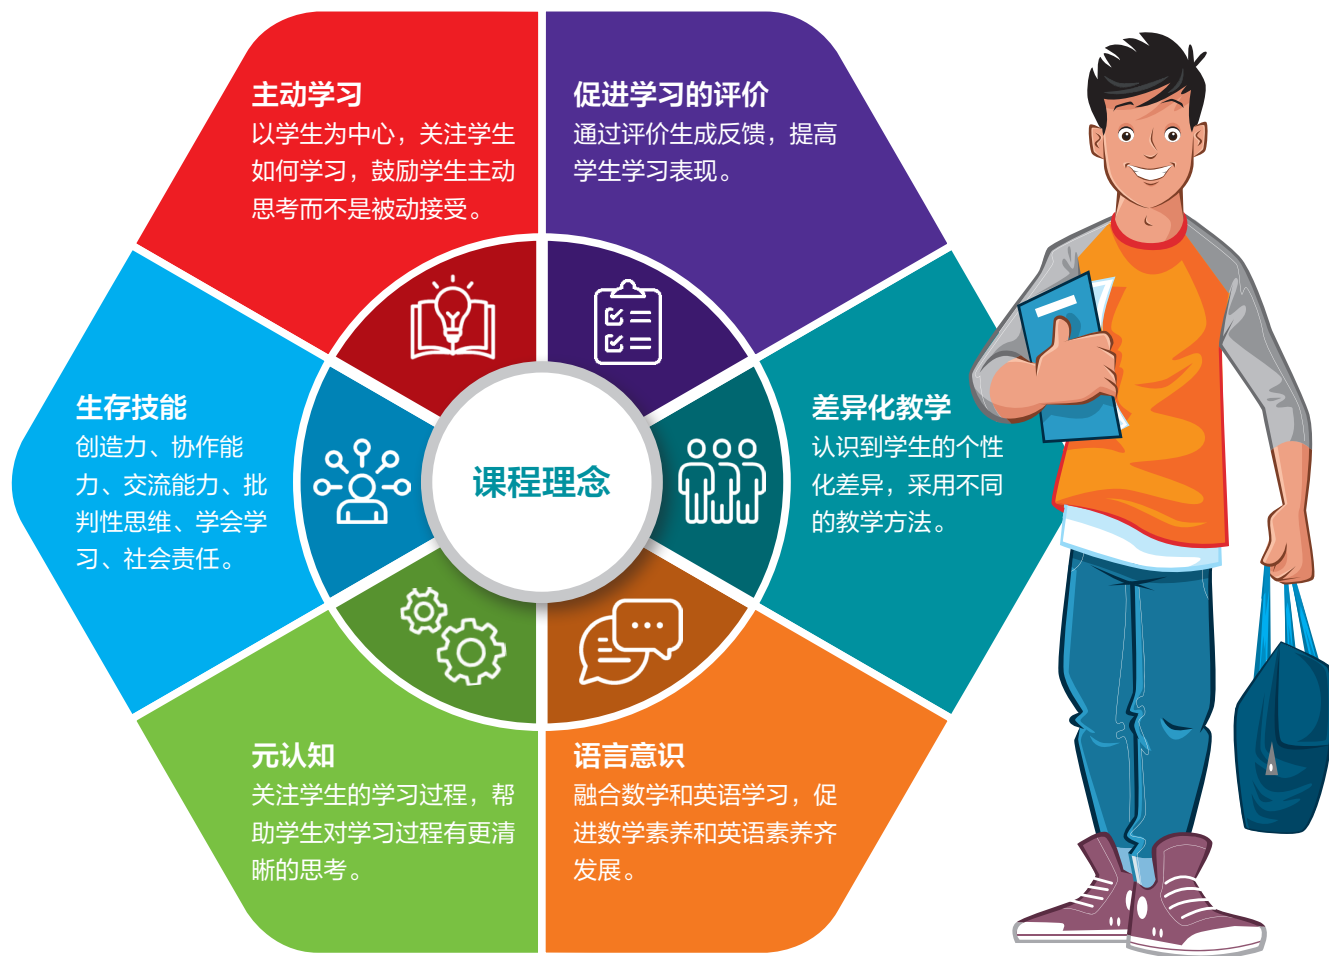 主动学习
以学生为中心，关注学生
如何学习，鼓励学生主动
思考而不是被动接受。
促进学习的评价
通过评价生成反馈，提高
学生学习表现。
生存技能
创造力、协作能
力、交流能力、批
判性思维、学会学
习、社会责任。
课程理念
差异化教学
认识到学生的个性
化差异，采用不同
的教学方法。
元认知
关注学生的学习过程，帮
助学生对学习过程有更清
晰的思考。
语言意识
融合数学和英语学习，促
进数学素养和英语素养齐
发展。